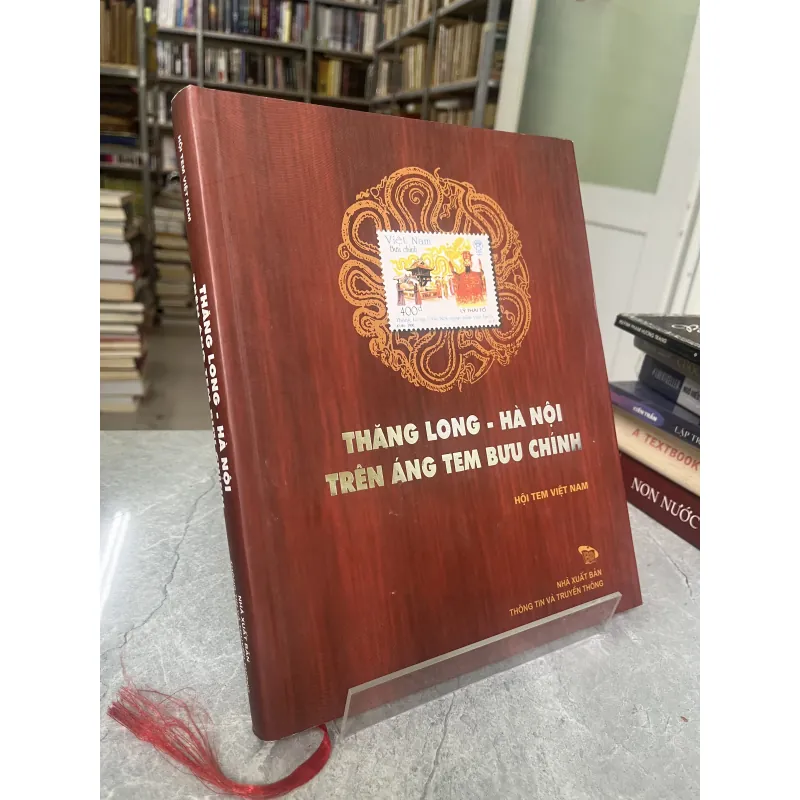 HỘI TEM VIỆT NAM
THĂNG LONG - HÀ NỘI
NHÀ XUẤT BẢN
Việt Nam
Bưu chính
400đ
LÝ THÁI TỔ
THĂNG LONG - HÀ NỘI
TRÊN ÁNG TEM BƯU CHÍNH
HỘI TEM VIỆT NAM
NHÀ XUẤT BẢN
THÔNG TIN VÀ TRUYỀN THÔNG
LẬP TR
A TEXTBOOK
NON NƯỚC